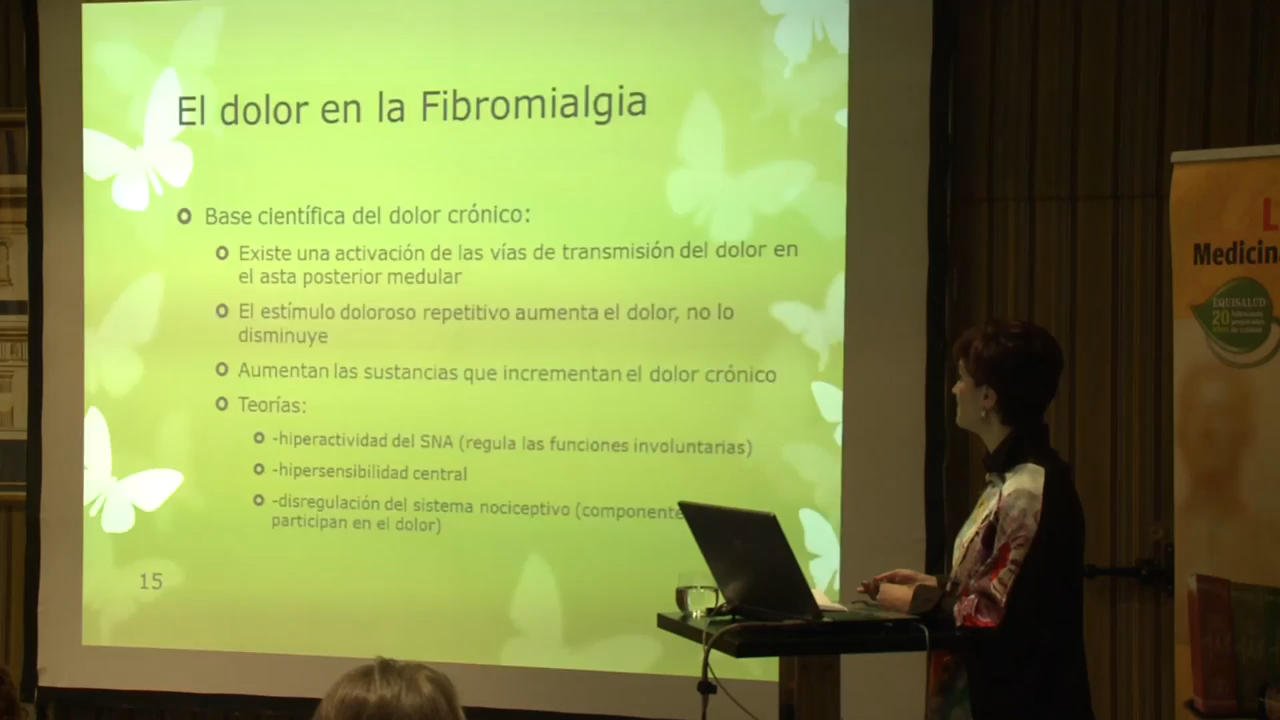 El dolor en la Fibromialgia
Base científica del dolor crónico:
Existe una activación de las vías de transmisión del dolor en
el asta posterior medular
El estímulo doloroso repetitivo aumenta el dolor, no lo
disminuye
Aumentan las sustancias que incrementan el dolor crónico
Teorías:
-hiperactividad del SNA (regula las funciones involuntarias)
-hipersensibilidad central
-disregulación del sistema nociceptivo (componente
participan en el dolor)
15
L
Medicin
EQUISALUD
20